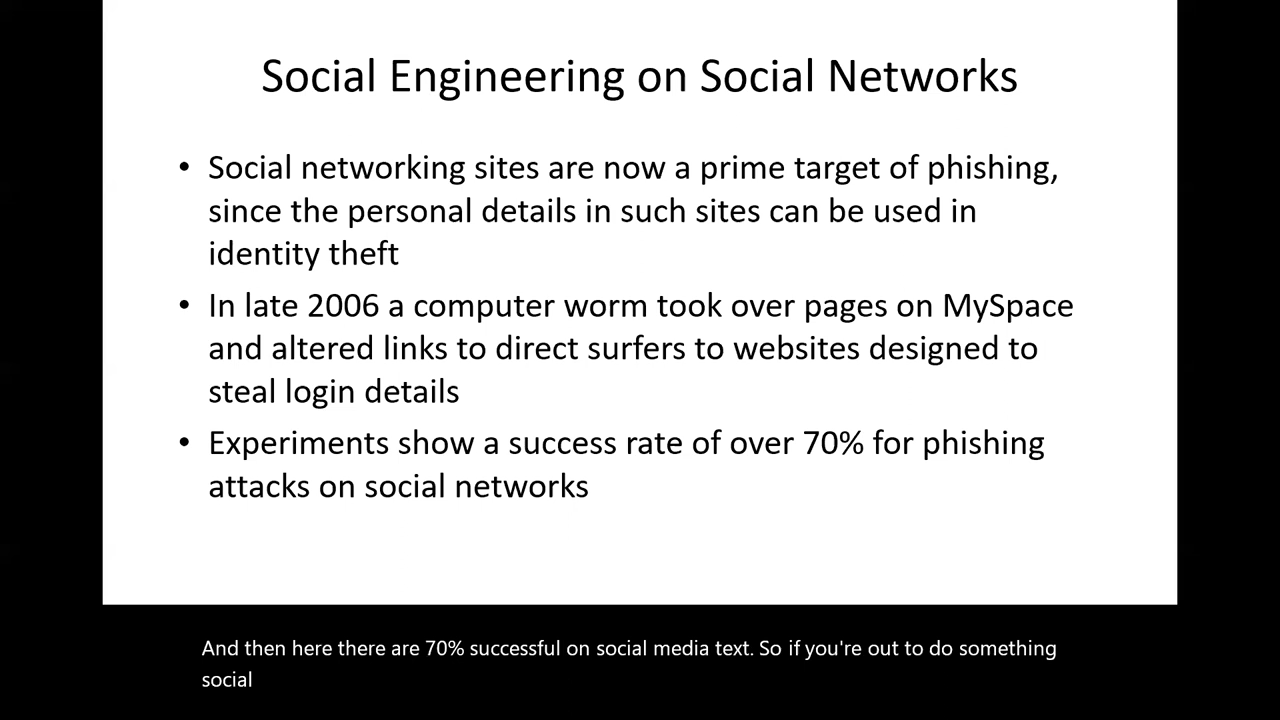 Social Engineering on Social Networks
• Social networking sites are now a prime target of phishing,
since the personal details in such sites can be used in
identity theft
• In late 2006 a computer worm took over pages on MySpace
and altered links to direct surfers to websites designed to
steal login details
• Experiments show a success rate of over 70% for phishing
attacks on social networks
And then here there are 70% successful on social media text. So if you're out to do something
social